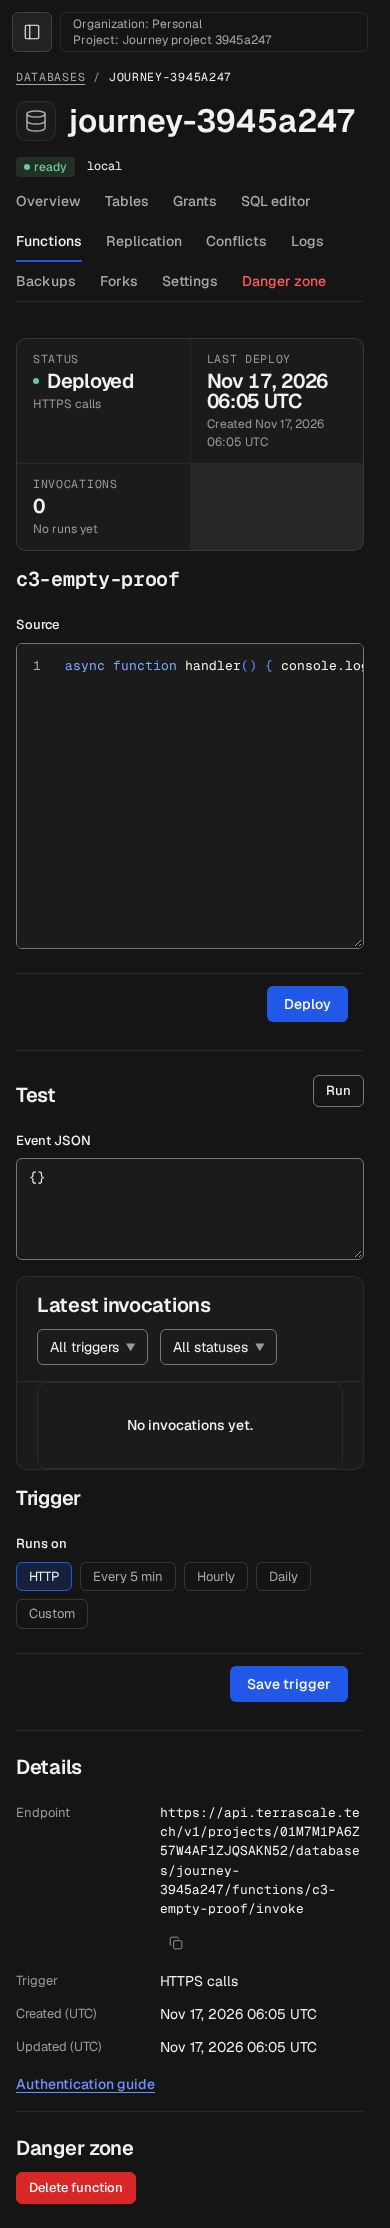 Organization: Personal
Project: Journey project 3945a247
DATABASES / JOURNEY-3945A247
journey-3945a247
ready local
Overview Tables Grants SQL editor
Functions Replication Conflicts Logs
Backups Forks Settings Danger zone
STATUS
Deployed
HTTPS calls
LAST DEPLOY
Nov 17, 2026
06:05 UTC
Created Nov 17, 2026
06:05 UTC
INVOCATIONS
0
No runs yet
c3-empty-proof
Source
1 async function handler() { console.log
Deploy
Test Run
Event JSON
{}
Latest invocations
All triggers ▼ All statuses ▼
No invocations yet.
Trigger
Runs on
HTTP Every 5 min Hourly Daily
Custom
Save trigger
Details
Endpoint https://api.terrascale.te
ch/v1/projects/01M7M1PA6Z
57W4AF1ZJQSAKN52/database
s/journey-
3945a247/functions/c3-
empty-proof/invoke
Trigger HTTPS calls
Created (UTC) Nov 17, 2026 06:05 UTC
Updated (UTC) Nov 17, 2026 06:05 UTC
Authentication guide
Danger zone
Delete function